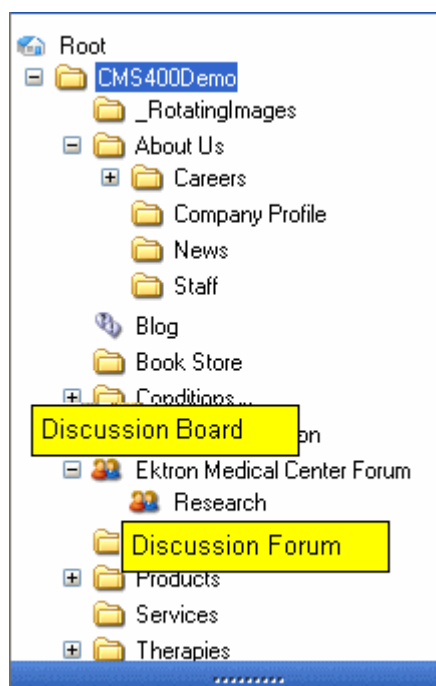 Root
CMS400Demo
_RotatingImages
About Us
Careers
Company Profile
News
Staff
Blog
Book Store
Conditions
Discussion Board
Ektron Medical Center Forum
Research
Discussion Forum
Products
Services
Therapies